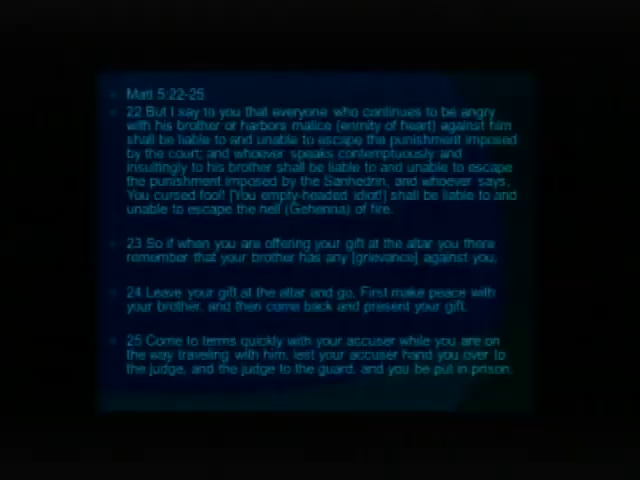 Matt 5:22-25
22 But I say to you that everyone who continues to be angry
with his brother or harbors malice (enmity of heart) against him
shall be liable to and unable to escape the punishment imposed
by the court; and whoever speaks contemptuously and
insultingly to his brother shall be liable to and unable to escape
the punishment imposed by the Sanhedrin, and whoever says,
You cursed fool! [You empty-headed idiot!] shall be liable to and
unable to escape the hell (Gehenna) of fire.
23 So if when you are offering your gift at the altar you there
remember that your brother has any [grievance] against you,
24 Leave your gift at the altar and go. First make peace with
your brother, and then come back and present your gift.
25 Come to terms quickly with your accuser while you are on
the way traveling with him, lest your accuser hand you over to
the judge, and the judge to the guard, and you be put in prison.